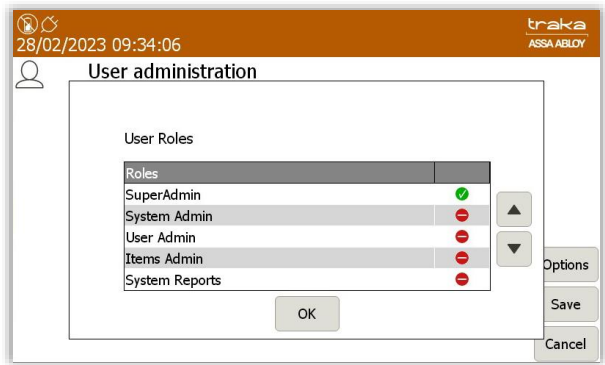 traka
28/02/2023 09:34:06
ASSA ABLOY
User administration
User Roles
Roles
SuperAdmin
System Admin
User Admin
Items Admin
System Reports
OK
Options
Save
Cancel